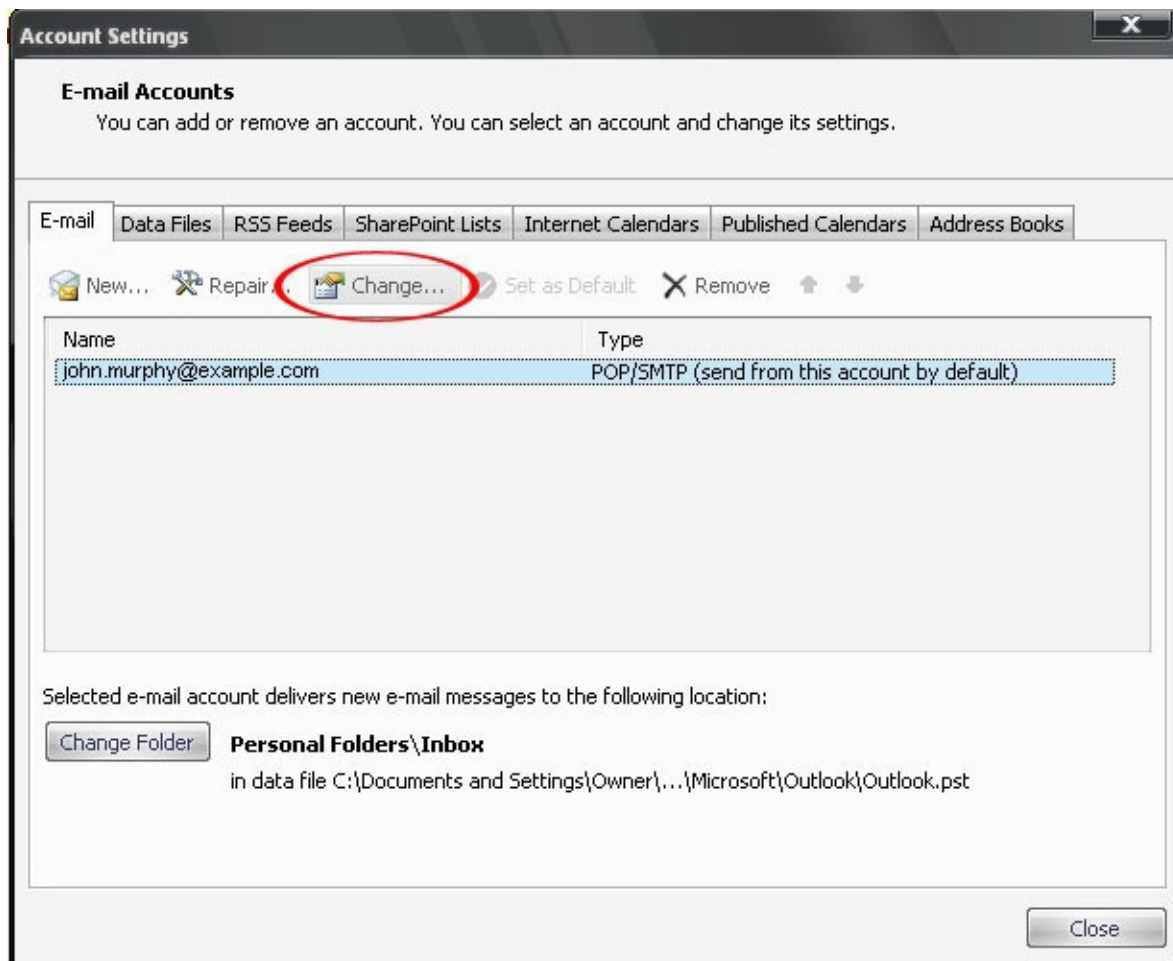 Account Settings
X
E-mail Accounts
You can add or remove an account. You can select an account and change its settings.
E-mail Data Files RSS Feeds SharePoint Lists Internet Calendars Published Calendars Address Books
New... Repair... Change... Set as Default Remove
Name Type
john.murphy@example.com POP/SMTP (send from this account by default)
Selected e-mail account delivers new e-mail messages to the following location:
Change Folder Personal Folders\Inbox
in data file C:\Documents and Settings\Owner\...\Microsoft\Outlook\Outlook.pst
Close